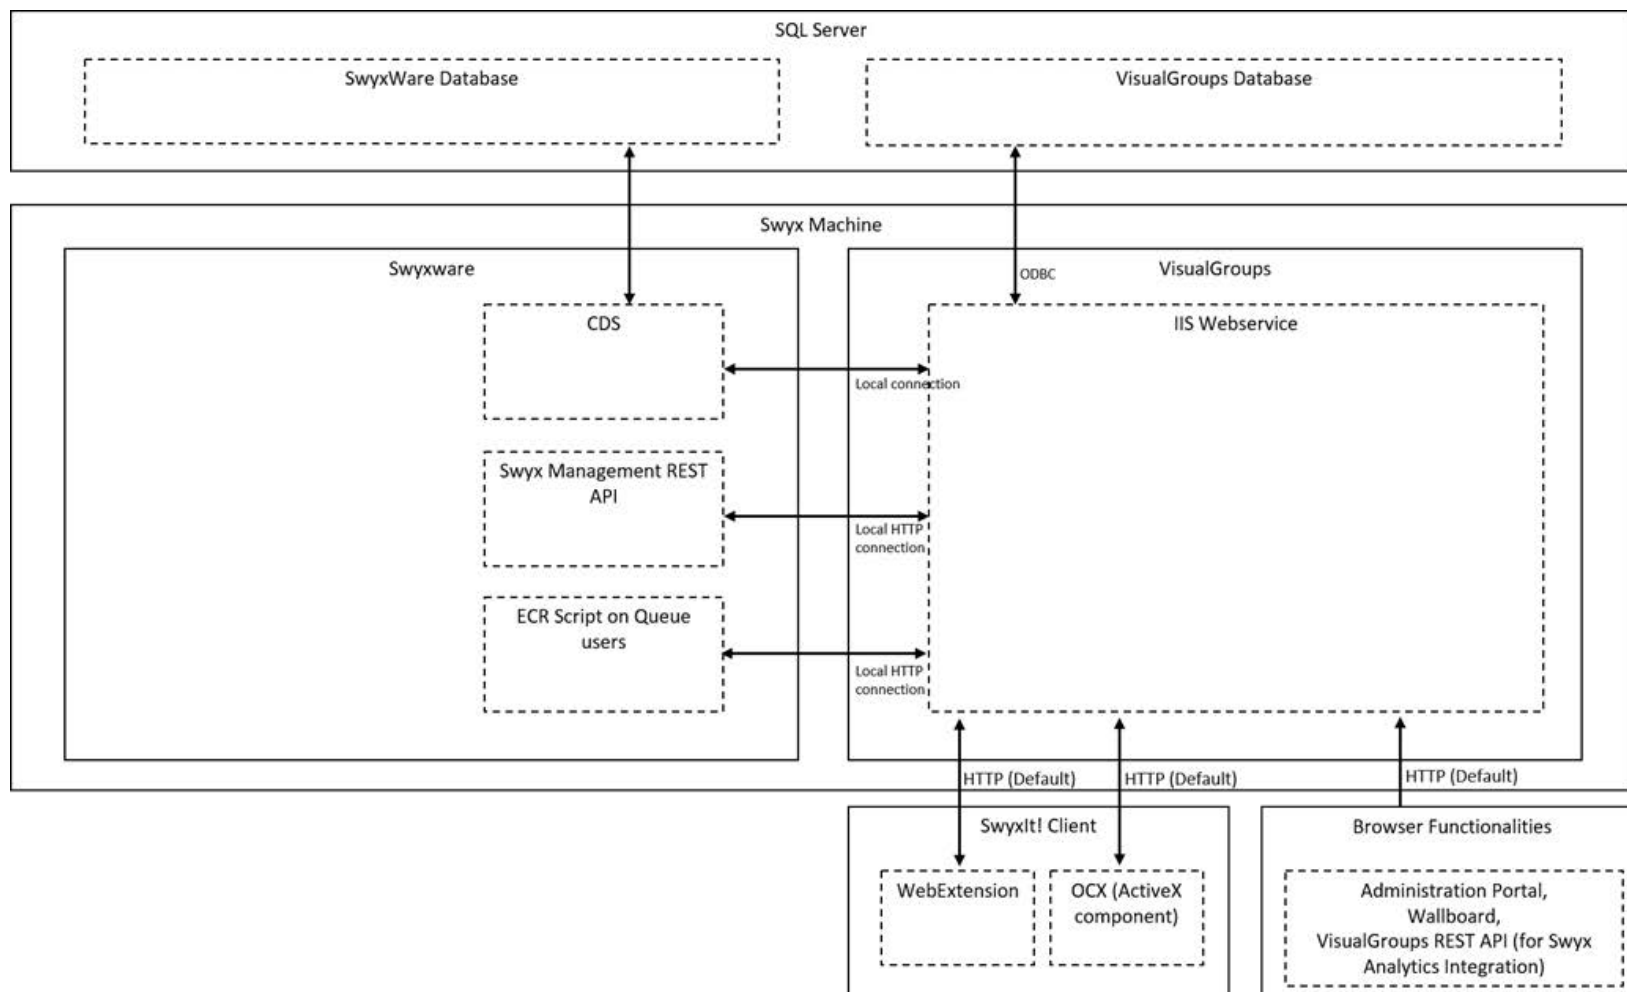 SQL Server
SwyxWare Database
VisualGroups Database
Swyx Machine
Swyxware
VisualGroups
ODBC
CDS
IIS Webservice
Local connection
Swyx Management REST
API
Local HTTP
connection
ECR Script on Queue
users
Local HTTP
connection
HTTP (Default)
HTTP (Default)
HTTP (Default)
SwyxIt! Client
Browser Functionalities
WebExtension
OCX (ActiveX
component)
Administration Portal,
Wallboard,
VisualGroups REST API (for Swyx
Analytics Integration)